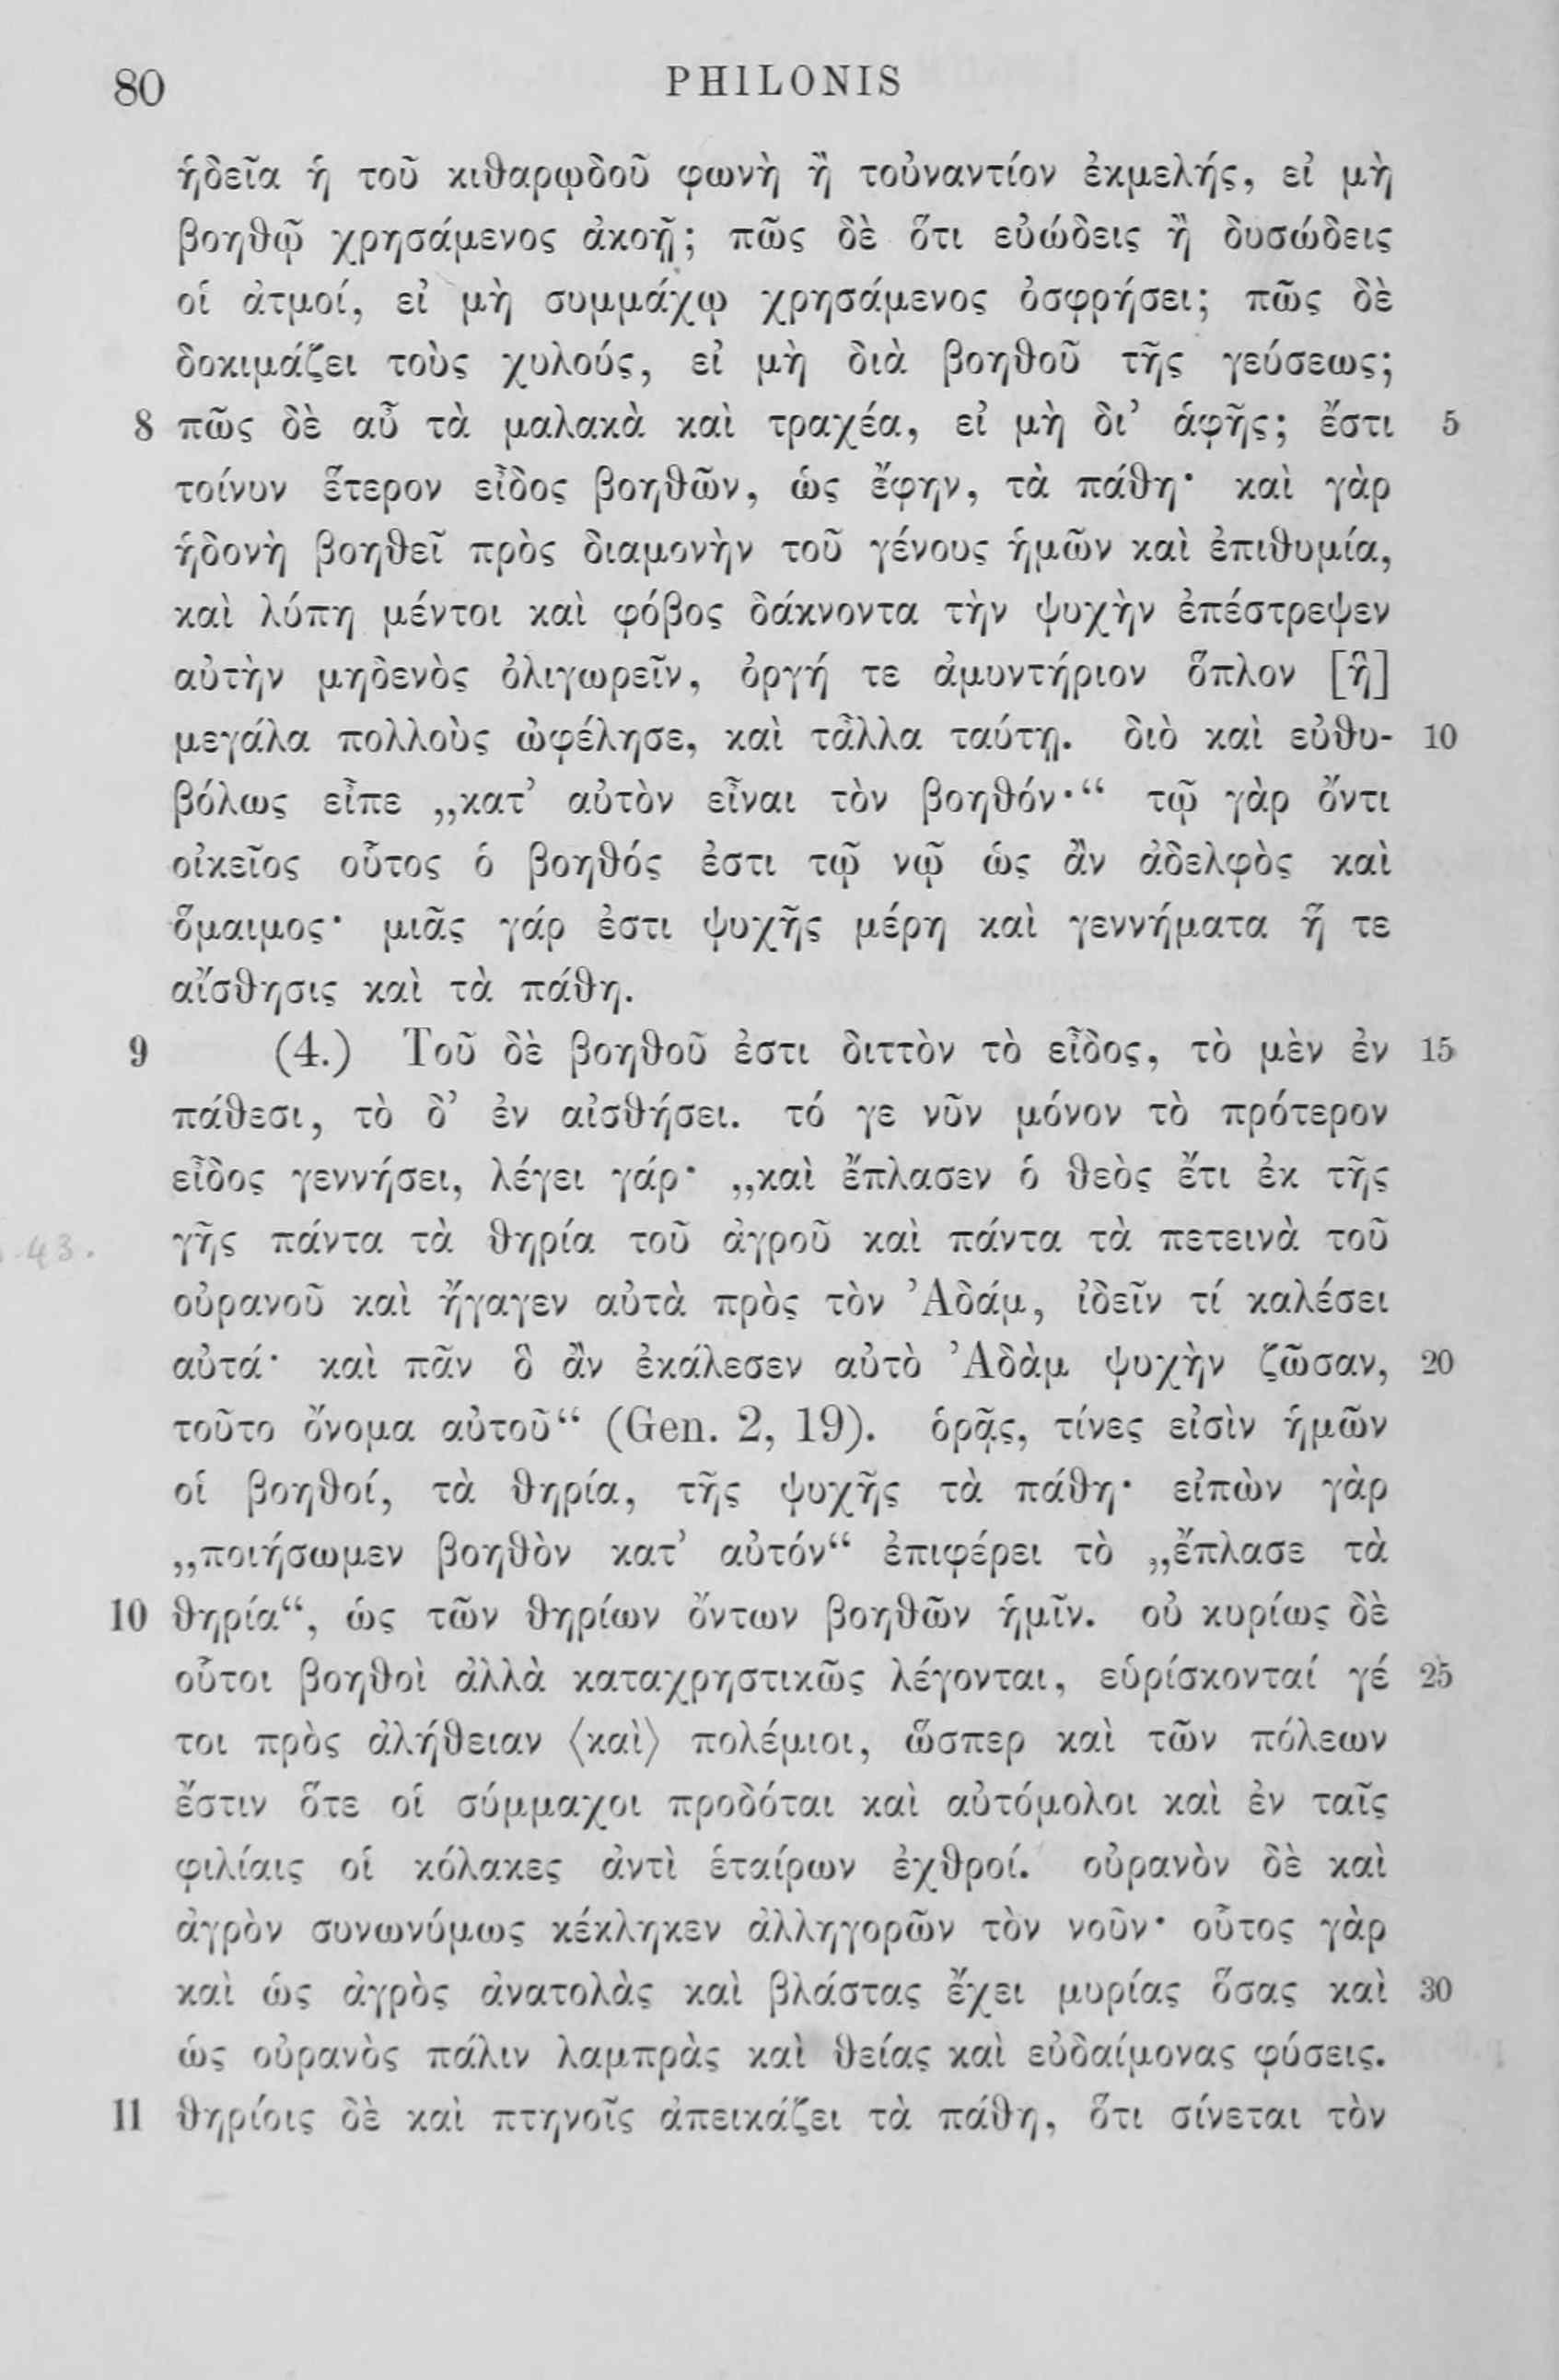 80 PHILONIS
ἡδεῖα ἡ τοῦ κιθαρῳδοῦ φωνὴ ἢ τοὐναντίον ἐκμελής, εἰ μὴ
βοηθῷ χρησάμενος ἀκοῇ; πῶς δὲ ὅτι εὐώδεις ἢ δυσώδεις
οἱ ἀτμοί, εἰ μὴ συμμάχῳ χρησάμενος ὀσφρήσει; πῶς δὲ
δοκιμάζει τοὺς χυλούς, εἰ μὴ διὰ βοηθοῦ τῆς γεύσεως;
8 πῶς δὲ αὖ τὰ μαλακὰ καὶ τραχέα, εἰ μὴ δι’ ἁφῆς; ἔστι 5
τοίνυν ἕτερον εἶδος βοηθῶν, ὡς ἔφην, τὰ πάθη· καὶ γὰρ
ἡδονὴ βοηθεῖ πρὸς διαμονὴν τοῦ γένους ἡμῶν καὶ ἐπιθυμία,
καὶ λύπη μέντοι καὶ φόβος δάκνοντα τὴν ψυχὴν ἐπέστρεψεν
αὐτὴν μηδενὸς ὀλιγωρεῖν, ὀργή τε ἀμυντήριον ὅπλον [ἣ]
μεγάλα πολλοὺς ὠφέλησε, καὶ τἆλλα ταύτῃ. διὸ καὶ εὐθυ- 10
βόλως εἶπε „κατ’ αὐτὸν εἶναι τὸν βοηθόν·“ τῷ γὰρ ὄντι
οἰκεῖος οὗτος ὁ βοηθός ἐστι τῷ νῷ ὡς ἂν ἀδελφὸς καὶ
ὅμαιμος· μιᾶς γάρ ἐστι ψυχῆς μέρη καὶ γεννήματα ἥ τε
αἴσθησις καὶ τὰ πάθη.
9 (4.) Τοῦ δὲ βοηθοῦ ἐστι διττὸν τὸ εἶδος, τὸ μὲν ἐν 15
πάθεσι, τὸ δ’ ἐν αἰσθήσει. τό γε νῦν μόνον τὸ πρότερον
εἶδος γεννήσει, λέγει γάρ· „καὶ ἔπλασεν ὁ θεὸς ἔτι ἐκ τῆς
γῆς πάντα τὰ θηρία τοῦ ἀγροῦ καὶ πάντα τὰ πετεινὰ τοῦ
οὐρανοῦ καὶ ἤγαγεν αὐτὰ πρὸς τὸν Ἀδάμ, ἰδεῖν τί καλέσει
αὐτά· καὶ πᾶν ὃ ἂν ἐκάλεσεν αὐτὸ Ἀδὰμ ψυχὴν ζῶσαν, 20
τοῦτο ὄνομα αὐτοῦ“ (Gen. 2, 19). ὁρᾷς, τίνες εἰσὶν ἡμῶν
οἱ βοηθοί, τὰ θηρία, τῆς ψυχῆς τὰ πάθη· εἰπὼν γὰρ
„ποιήσωμεν βοηθὸν κατ’ αὐτόν“ ἐπιφέρει τὸ „ἔπλασε τὰ
10 θηρία“, ὡς τῶν θηρίων ὄντων βοηθῶν ἡμῖν. οὐ κυρίως δὲ
οὗτοι βοηθοὶ ἀλλὰ καταχρηστικῶς λέγονται, εὑρίσκονταί γέ 25
τοι πρὸς ἀλήθειαν ⟨καὶ⟩ πολέμιοι, ὥσπερ καὶ τῶν πόλεων
ἔστιν ὅτε οἱ σύμμαχοι προδόται καὶ αὐτόμολοι καὶ ἐν ταῖς
φιλίαις οἱ κόλακες ἀντὶ ἑταίρων ἐχθροί. οὐρανὸν δὲ καὶ
ἀγρὸν συνωνύμως κέκληκεν ἀλληγορῶν τὸν νοῦν· οὗτος γὰρ
καὶ ὡς ἀγρὸς ἀνατολὰς καὶ βλάστας ἔχει μυρίας ὅσας καὶ 30
ὡς οὐρανὸς πάλιν λαμπρὰς καὶ θείας καὶ εὐδαίμονας φύσεις.
11 θηρίοις δὲ καὶ πτηνοῖς ἀπεικάζει τὰ πάθη, ὅτι σίνεται τὸν